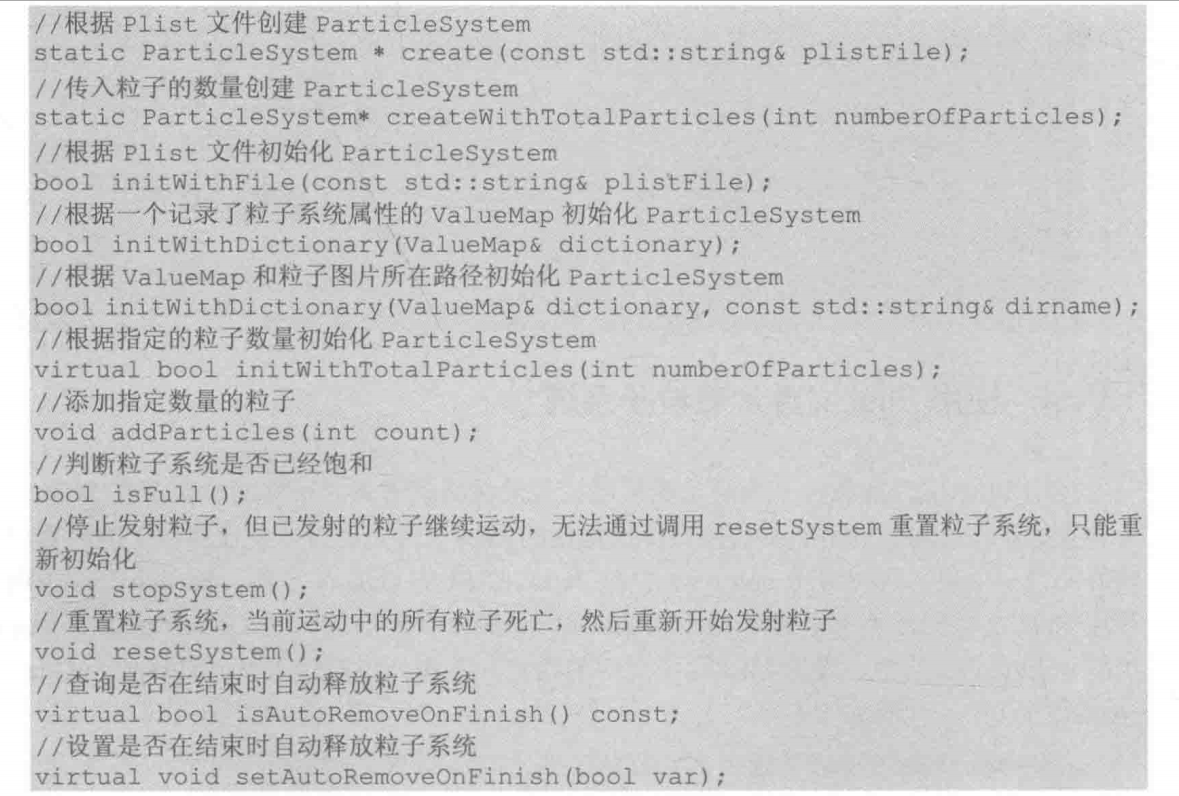 //根据 Plist 文件创建 ParticleSystem
static ParticleSystem * create(const std::string& plistFile);
//传入粒子的数量创建 ParticleSystem
static ParticleSystem* createWithTotalParticles(int numberOfParticles);
//根据 Plist 文件初始化 ParticleSystem
bool initWithFile(const std::string& plistFile);
//根据一个记录了粒子系统属性的 ValueMap 初始化 ParticleSystem
bool initWithDictionary(ValueMap& dictionary);
//根据 ValueMap 和粒子图片所在路径初始化 ParticleSystem
bool initWithDictionary(ValueMap& dictionary, const std::string& dirname);
//根据指定的粒子数量初始化 ParticleSystem
virtual bool initWithTotalParticles(int numberOfParticles);
//添加指定数量的粒子
void addParticles(int count);
//判断粒子系统是否已经饱和
bool isFull();
//停止发射粒子，但已发射的粒子继续运动，无法通过调用 resetSystem 重置粒子系统，只能重
新初始化
void stopSystem();
//重置粒子系统，当前运动中的所有粒子死亡，然后重新开始发射粒子
void resetSystem();
//查询是否在结束时自动释放粒子系统
virtual bool isAutoRemoveOnFinish() const;
//设置是否在结束时自动释放粒子系统
virtual void setAutoRemoveOnFinish(bool var);